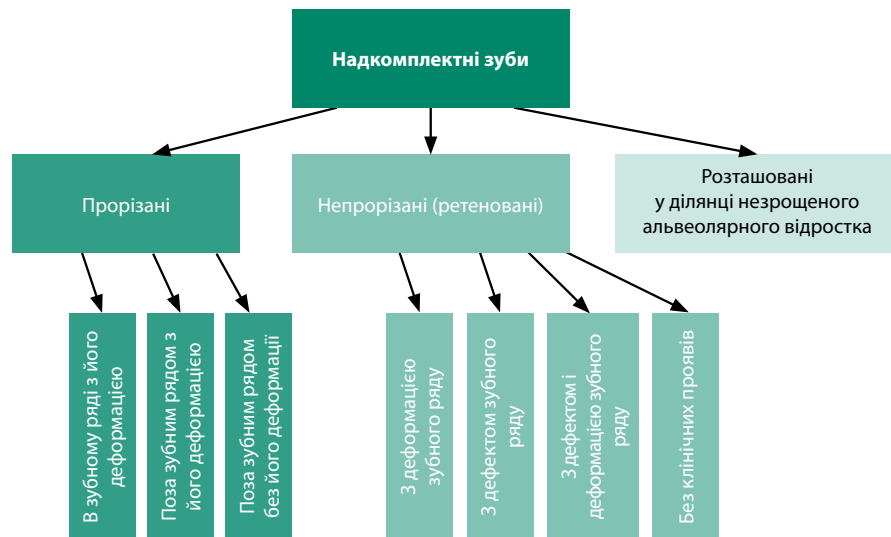 Надкомплектні зуби
Прорізані
Непрорізані (ретеновані)
Розташовані
у ділянці незрощеного
альвеолярного відростка
В зубному ряді з його
деформацією
Поза зубним рядом з
його деформацією
Поза зубним рядом
без його деформації
З деформацією
зубного ряду
З дефектом зубного
ряду
З дефектом і
деформацією зубного
ряду
Без клінічних проявів